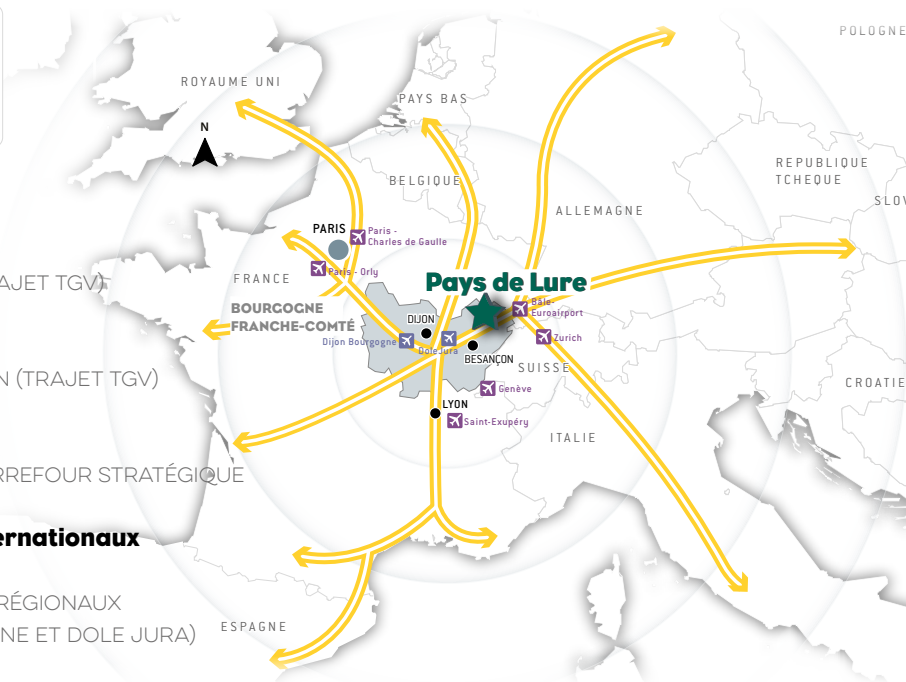 POLOGNE
ROYAUME UNI
PAYS BAS
N
REPUBLIQUE
TCHEQUE
BELGIQUE
SLOV
ALLEMAGNE
PARIS
Paris -
Charles de Gaulle
Paris - Orly
AJET TGV)
FRANCE
Pays de Lure
BOURGOGNE
FRANCHE-COMTÉ
Bâle-
Euroairport
DIJON
Dijon Bourgogne
Dole Jura
Zurich
BESANÇON
SUISSE
N (TRAJET TGV)
Genève
CROATIE
LYON
Saint-Exupéry
ITALIE
RREFOUR STRATÉGIQUE
ernationaux
RÉGIONAUX
NE ET DOLE JURA)
ESPAGNE